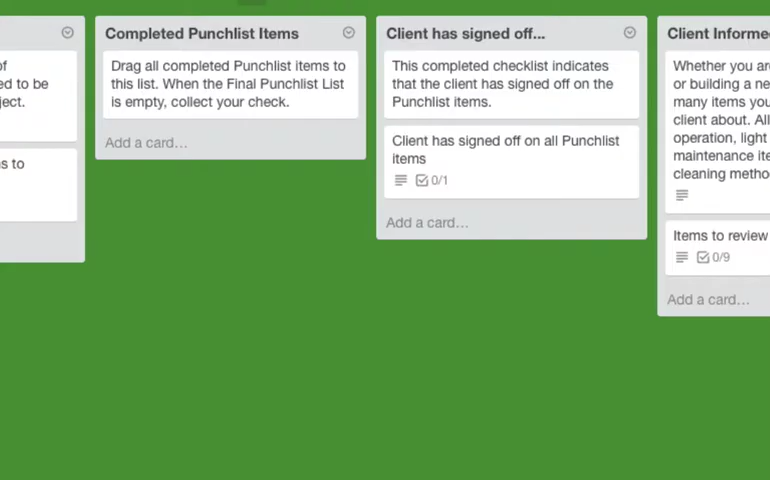 of
ed to be
ject.
s to
Completed Punchlist Items
Drag all completed Punchlist items to
this list. When the Final Punchlist List
is empty, collect your check.
Add a card...
Client has signed off...
This completed checklist indicates
that the client has signed off on the
Punchlist items.
Client has signed off on all Punchlist
items
0/1
Add a card...
Client Informe
Whether you ar
or building a ne
many items you
client about. All
operation, light
maintenance ite
cleaning metho
Items to review
0/9
Add a card...